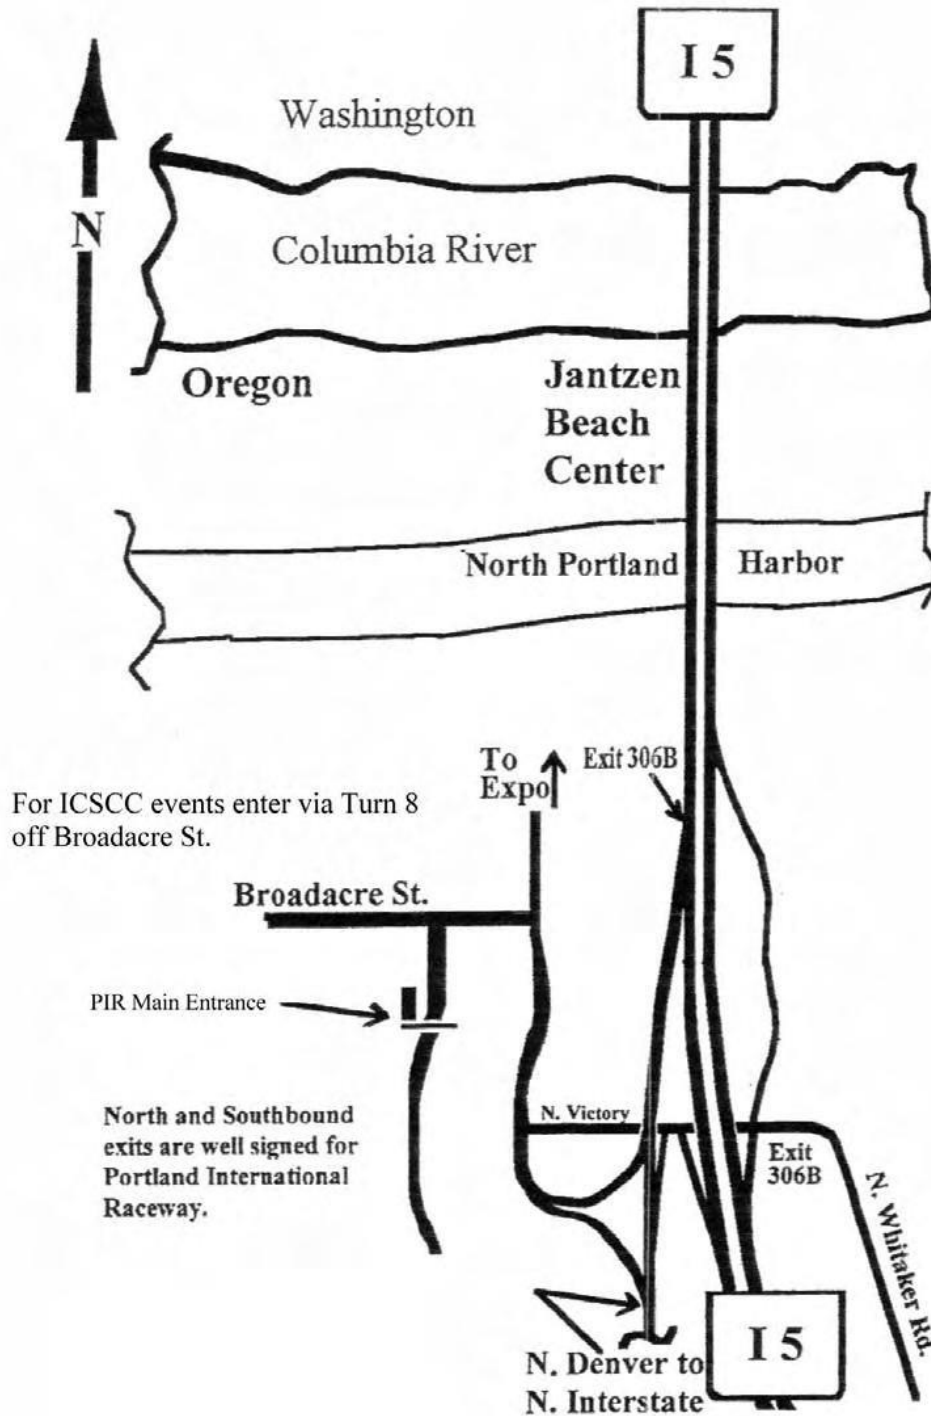 I 5
Washington
N
Columbia River
Oregon
Jantzen
Beach
Center
North Portland Harbor
To
Expo
Exit 306B
For ICSCC events enter via Turn 8
off Broadacre St.
Broadacre St.
PIR Main Entrance
North and Southbound
exits are well signed for
Portland International
Raceway.
N. Victory
Exit
306B
N. Whitaker Rd.
I 5
N. Denver to
N. Interstate